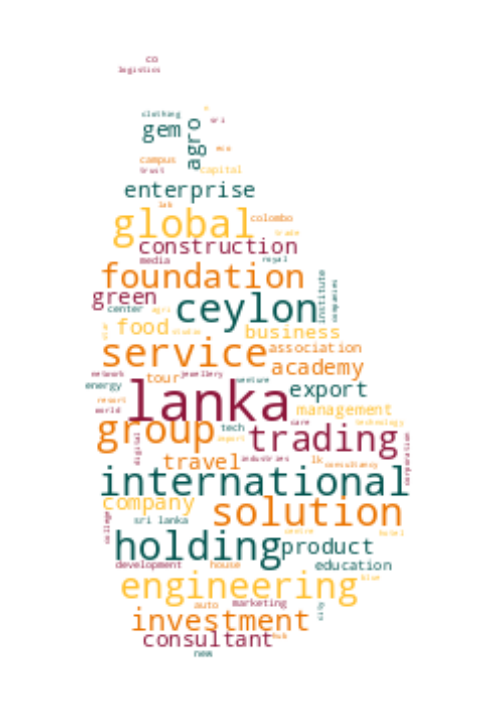 co
logistics
clothing
gem
agro
sri
eco
campus
trust
capital
enterprise
lab
global
colombo
trade
construction
media
royal
foundation
institute
companies
green
center
agri
ceylon
food
studio
business
service
association
academy
network
tour
jewellery
venture
energy
export
resort
world
lanka
care
management
technology
group
tech
import
trading
digital
corporation
travel
industries
lk
consultancy
international
company
solution
college
sri lanka
hotel
holding
product
development
house
education
engineering
blue
auto
marketing
city
investment
consultant
hub
new